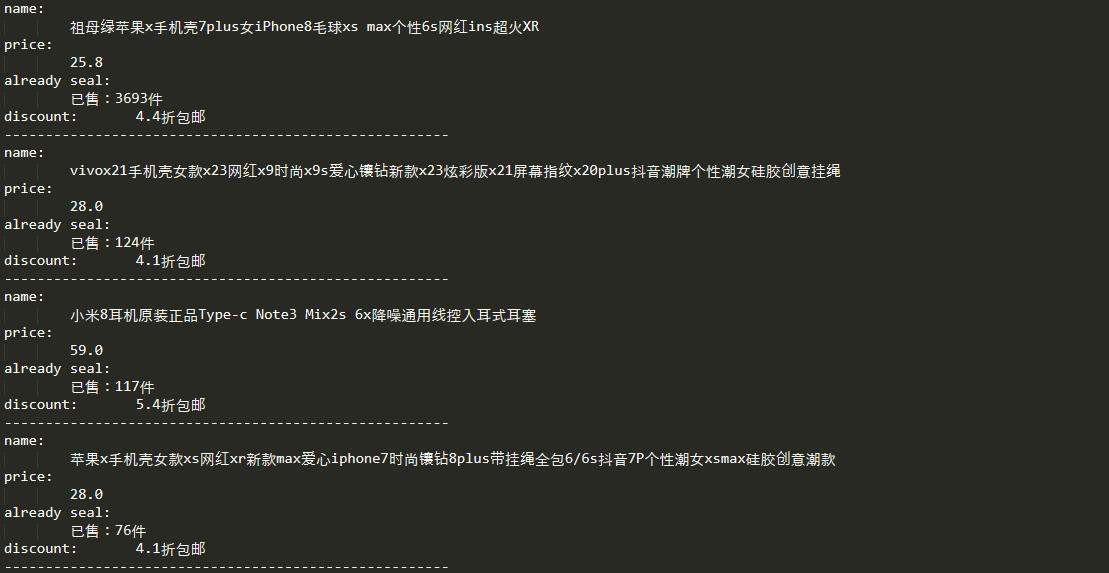 name:
祖母绿苹果x手机壳7plus女iPhone8毛球xs max个性6s网红ins超火XR
price:
25.8
already seal:
已售：3693件
discount: 4.4折包邮
------------------------------------------------------
name:
vivox21手机壳女款x23网红x9时尚x9s爱心镶钻新款x23炫彩版x21屏幕指纹x20plus抖音潮牌个性潮女硅胶创意挂绳
price:
28.0
already seal:
已售：124件
discount: 4.1折包邮
------------------------------------------------------
name:
小米8耳机原装正品Type-c Note3 Mix2s 6x降噪通用线控入耳式耳塞
price:
59.0
already seal:
已售：117件
discount: 5.4折包邮
------------------------------------------------------
name:
苹果x手机壳女款xs网红xr新款max爱心iphone7时尚镶钻8plus带挂绳全包6/6s抖音7P个性潮女xsmax硅胶创意潮款
price:
28.0
already seal:
已售：76件
discount: 4.1折包邮
------------------------------------------------------